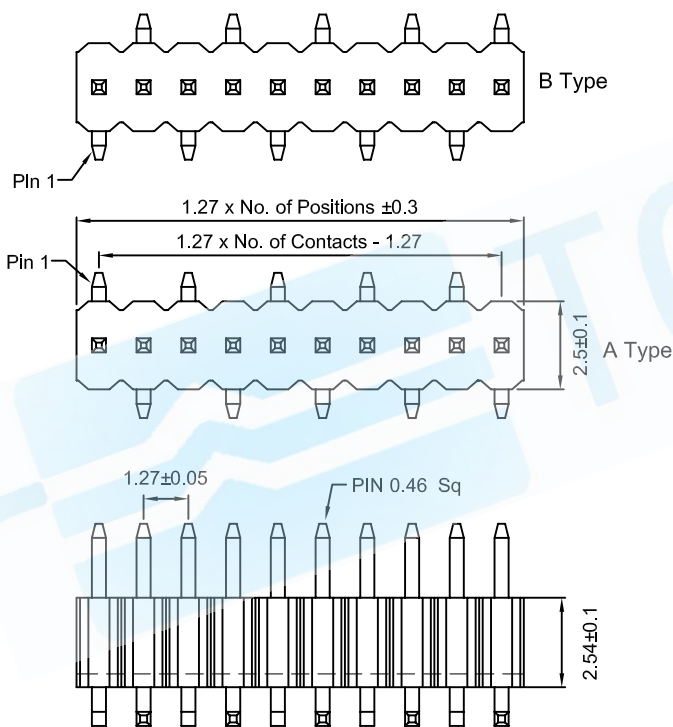 B Type
PIn 1
1.27 x No. of Positions ±0.3
1.27 x No. of Contacts - 1.27
Pin 1
2.5±0.1
A Type
1.27±0.05
PIN 0.46 Sq
2.54±0.1